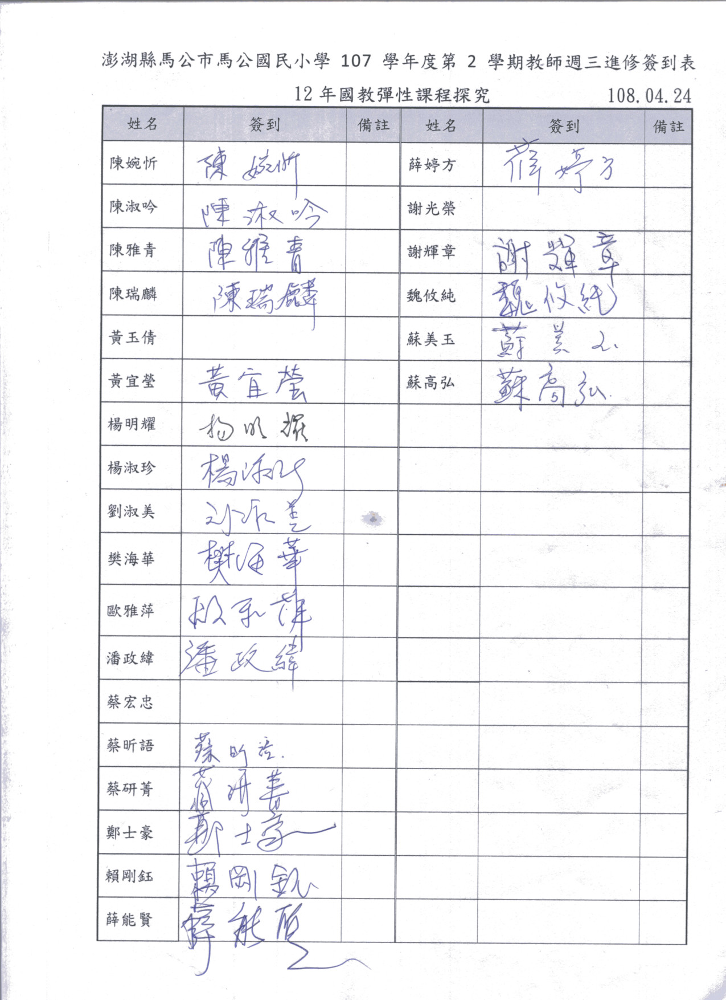 澎湖縣馬公市馬公國民小學 107 學年度第 2 學期教師週三進修簽到表
12 年國教彈性課程探究 108.04.24
姓名 簽到 備註 姓名 簽到 備註
陳婉忻 陳婉忻 薛婷方 薛婷方
陳淑吟 陳淑吟 謝光榮
陳雅青 陳雅青 謝輝章 謝輝章
陳瑞麟 陳瑞麟 魏攸純 魏攸純
黃玉倩 蘇美玉 蘇美玉
黃宜瑩 黃宜瑩 蘇高弘 蘇高弘
楊明耀 楊明耀
楊淑珍 楊淑珍
劉淑美 刘淑美
樊海華 樊海華
歐雅萍 歐雅萍
潘政緯 潘政緯
蔡宏忠
蔡昕語 蔡昕語
蔡研菁 蔡研菁
鄭士豪 鄭士豪
賴剛鈺 賴剛鈺
薛能賢 薛能賢